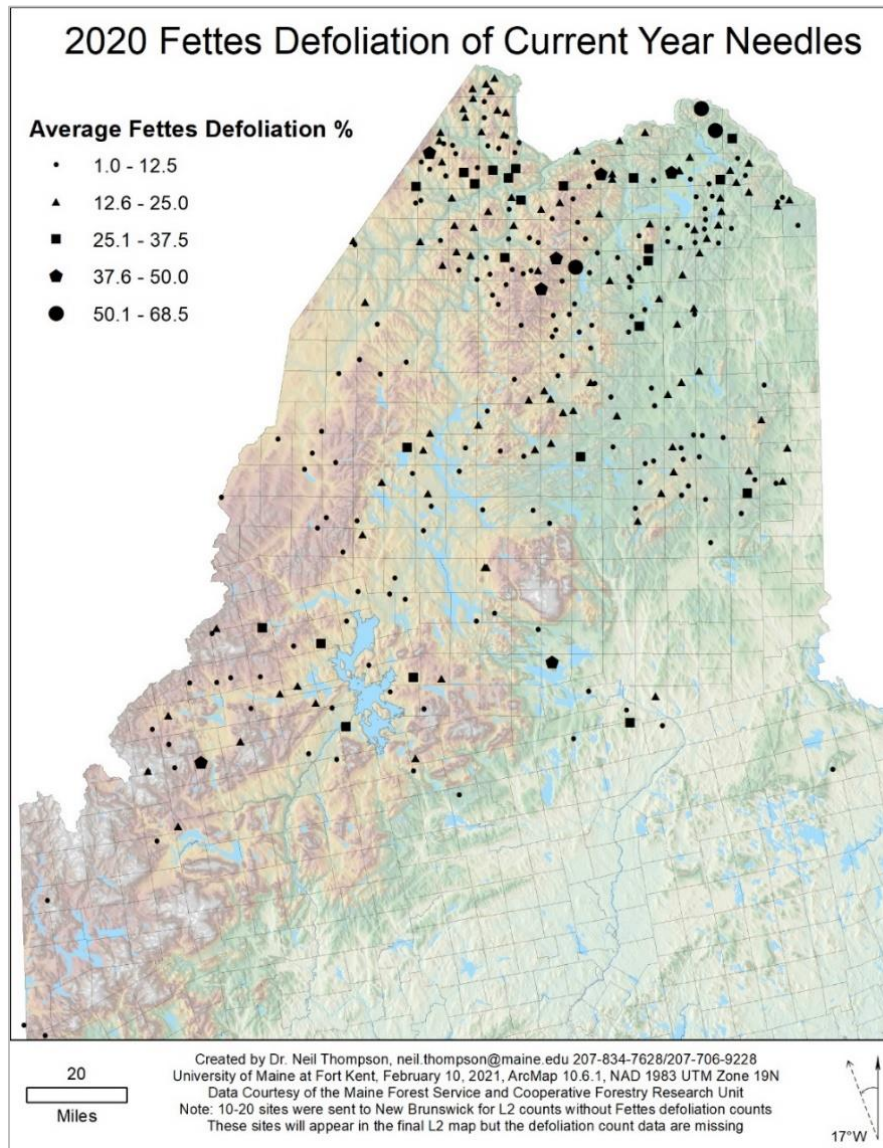 2020 Fettes Defoliation of Current Year Needles
Average Fettes Defoliation %
1.0 - 12.5
12.6 - 25.0
25.1 - 37.5
37.6 - 50.0
50.1 - 68.5
20
Miles
Created by Dr. Neil Thompson, neil.thompson@maine.edu 207-834-7628/207-706-9228
University of Maine at Fort Kent, February 10, 2021, ArcMap 10.6.1, NAD 1983 UTM Zone 19N
Data Courtesy of the Maine Forest Service and Cooperative Forestry Research Unit
Note: 10-20 sites were sent to New Brunswick for L2 counts without Fettes defoliation counts
These sites will appear in the final L2 map but the defoliation count data are missing
17°W